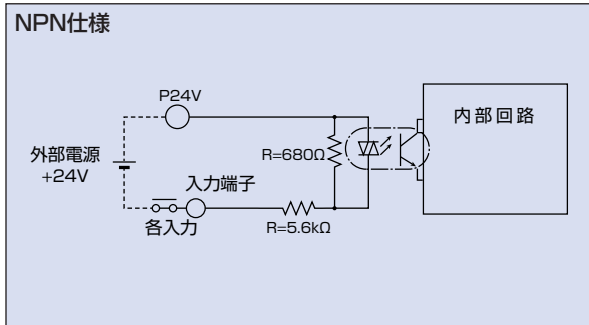 NPN仕様
P24V
内部回路
外部電源
+24V
R=680Ω
入力端子
各入力
R=5.6kΩ